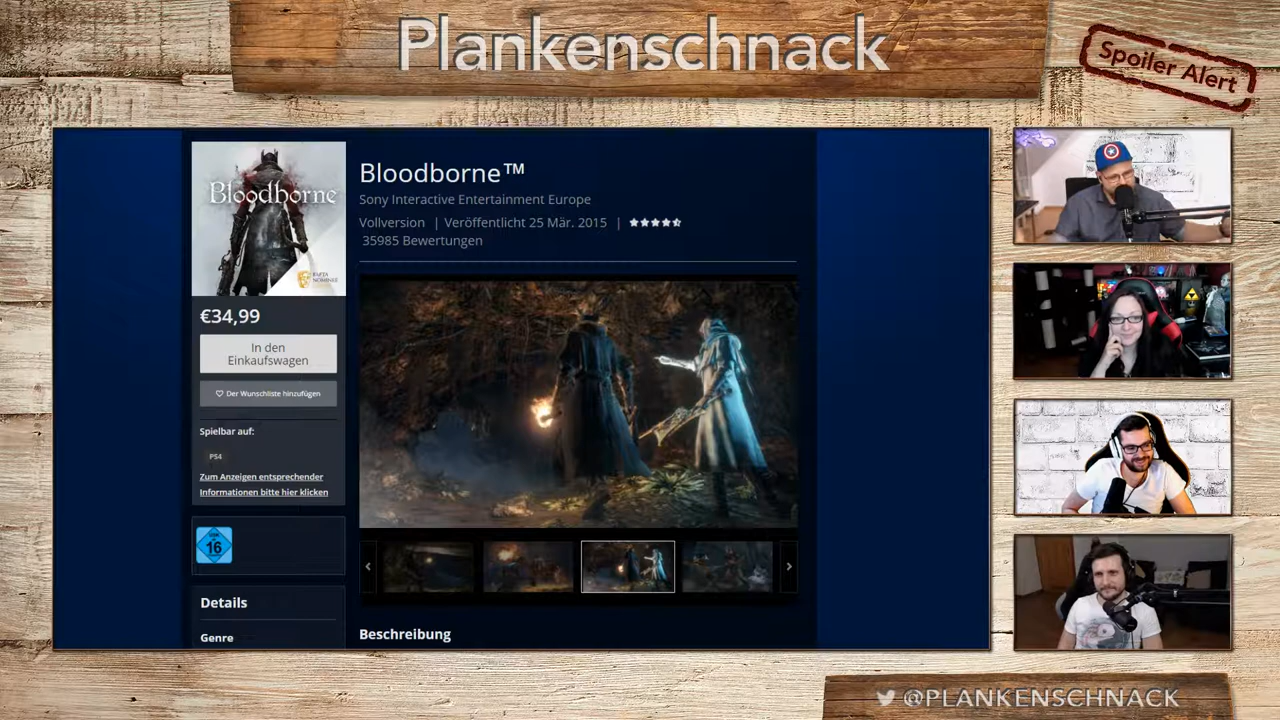 Plankenschnack
Spoiler Alert
Bloodborne
BAFTA
NOMINEE
€34,99
In den
Einkaufswagen
Der Wunschliste hinzufügen
Spielbar auf:
PS4
Zum Anzeigen entsprechender
Informationen bitte hier klicken
16
Details
Genre
Bloodborne™
Sony Interactive Entertainment Europe
Vollversion | Veröffentlicht 25 Mär. 2015 |
35985 Bewertungen
Beschreibung
@PLANKENSCHNACK